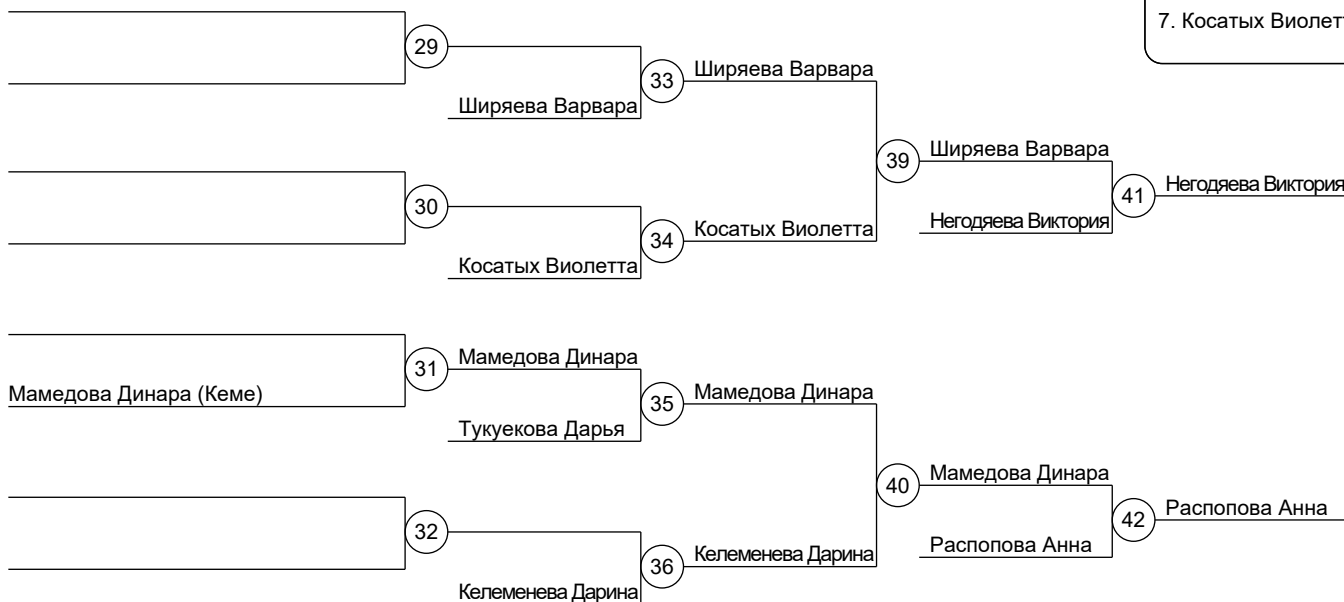 7. Косатых Виолет
29
33
Ширяева Варвара
Ширяева Варвара
39
Ширяева Варвара
41
Негодяева Виктория
30
34
Косатых Виолетта
Негодяева Виктория
Косатых Виолетта
31
Мамедова Динара
Мамедова Динара (Кеме)
35
Мамедова Динара
Тукуекова Дарья
40
Мамедова Динара
42
Распопова Анна
32
36
Келеменева Дарина
Распопова Анна
Келеменева Дарина